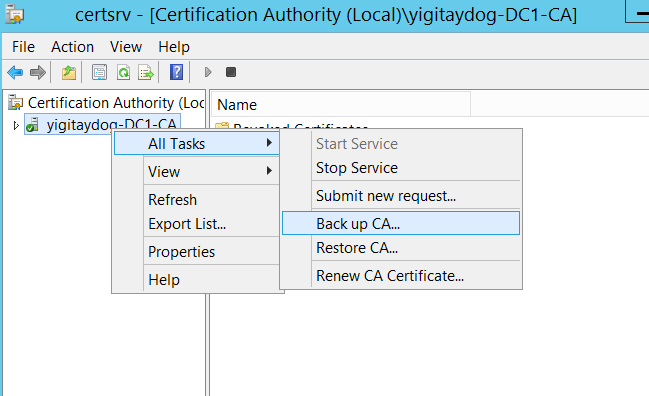 certsrv - [Certification Authority (Local)\yigitaydog-DC1-CA]
File Action View Help
Certification Authority (Loc
Name
yigitaydog-DC1-CA
Revoked Certificates
All Tasks
View
Refresh
Export List...
Properties
Help
Start Service
Stop Service
Submit new request...
Back up CA...
Restore CA...
Renew CA Certificate...